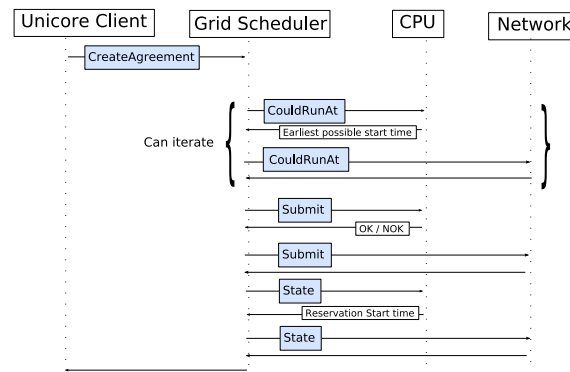 Unicore Client
Grid Scheduler
CPU
Network
CreateAgreement
CouldRunAt
Earliest possible start time
Can iterate
CouldRunAt
Submit
OK / NOK
Submit
State
Reservation Start time
State